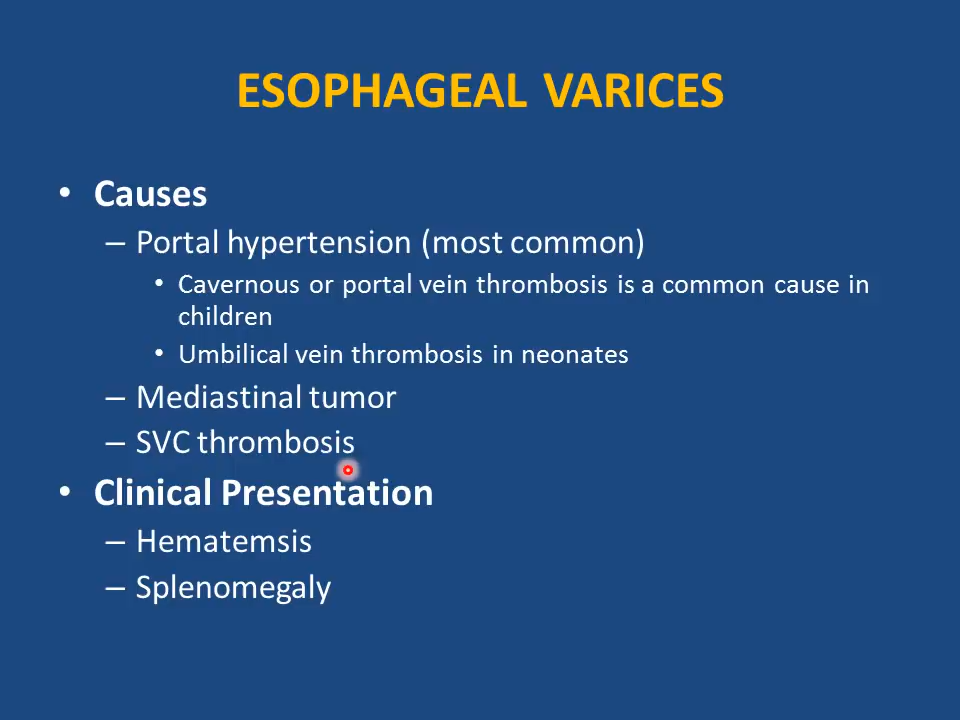 ESOPHAGEAL VARICES
• Causes
– Portal hypertension (most common)
• Cavernous or portal vein thrombosis is a common cause in
children
• Umbilical vein thrombosis in neonates
– Mediastinal tumor
– SVC thrombosis
• Clinical Presentation
– Hematemsis
– Splenomegaly